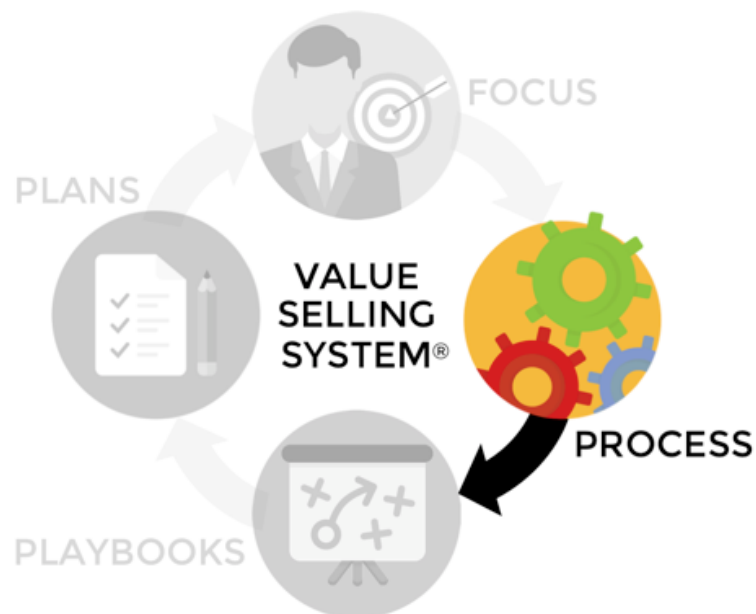 FOCUS
PLANS
VALUE
SELLING
SYSTEM®
PROCESS
PLAYBOOKS